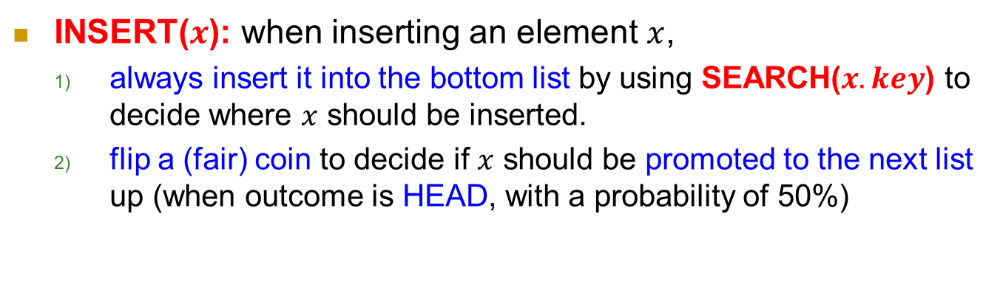 INSERT(x): when inserting an element x,
1) always insert it into the bottom list by using SEARCH(x.key) to
decide where x should be inserted.
2) flip a (fair) coin to decide if x should be promoted to the next list
up (when outcome is HEAD, with a probability of 50%)